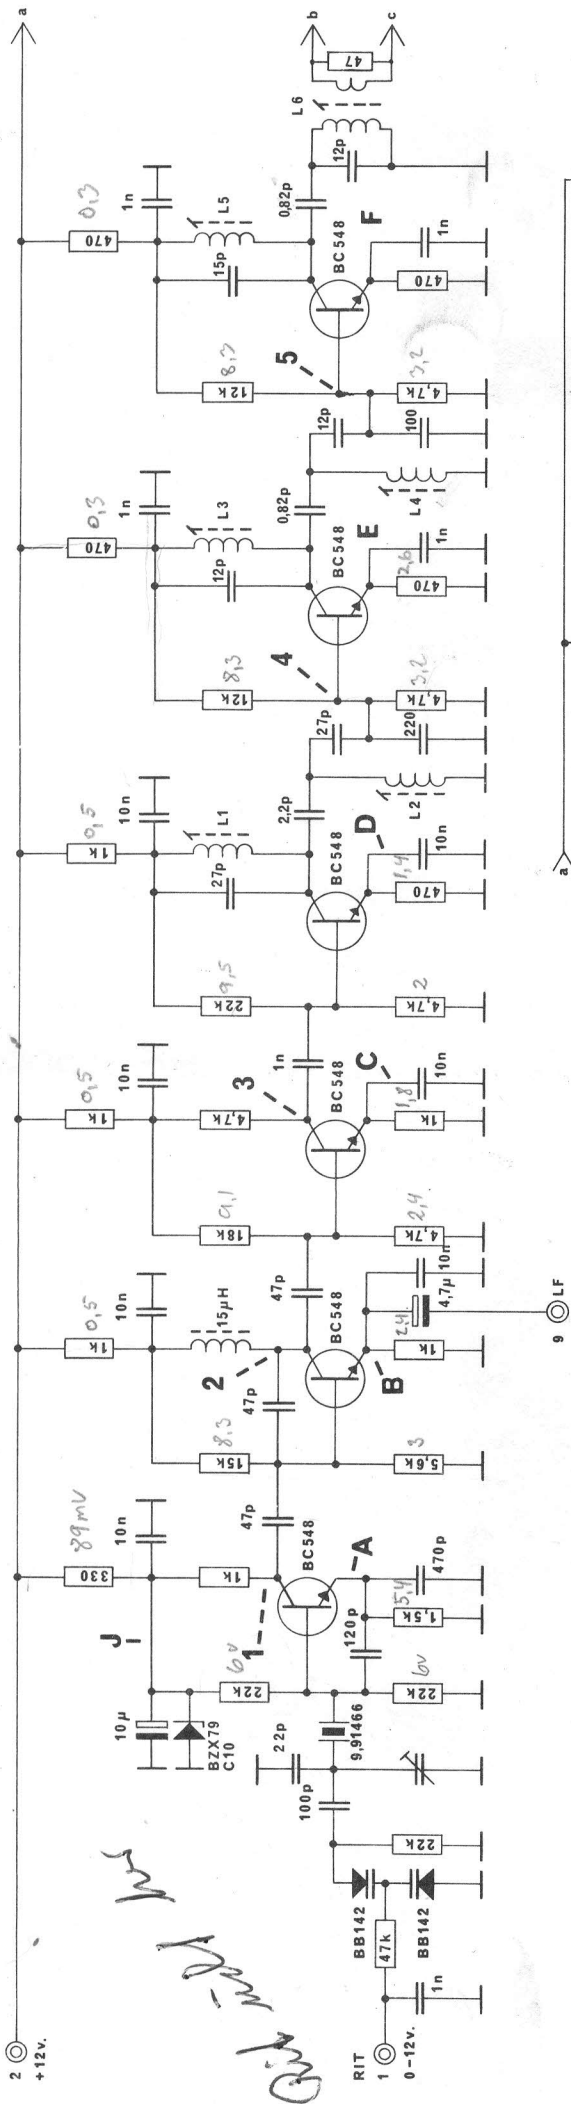 2
+12v.
a
330
89mV
1k
0,5
1k
0,5
1k
0,5
470
0,3
470
0,3
J
10n
10n
10n
10n
1n
1n
10µ
BZX79
C10
22k
6v
1k
15k
8,3
15µH
18k
9,1
4,7k
22k
9,5
27p
L1
12k
8,3
12p
L3
12k
8,3
15p
L5
1
47p
47p
2
47p
3
1n
2,2p
4
27p
0,82p
5
12p
0,82p
12p
L6
47
b
c
22p
100p
9,91466
BC548
BC548
BC548
BC548
BC548
BC548
120p
A
B
C
D
E
F
BB142
BB142
47k
22k
22k
6v
1,5k
5,4
470p
5,6k
3
1k
2,4
4,7µ
10n
4,7k
2,4
1k
1,8
10n
4,7k
2
470
1,4
10n
L2
220
4,7k
3,2
470
2,6
1n
L4
100
4,7k
3,2
470
1n
RIT
1
0-12v.
1n
9
LF
a